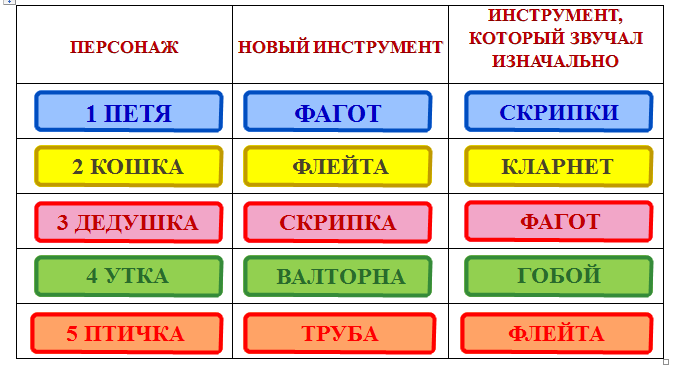 ПЕРСОНАЖ
НОВЫЙ ИНСТРУМЕНТ
ИНСТРУМЕНТ,
КОТОРЫЙ ЗВУЧАЛ
ИЗНАЧАЛЬНО
1 ПЕТЯ
ФАГОТ
СКРИПКИ
2 КОШКА
ФЛЕЙТА
КЛАРНЕТ
3 ДЕДУШКА
СКРИПКА
ФАГОТ
4 УТКА
ВАЛТОРНА
ГОБОЙ
5 ПТИЧКА
ТРУБА
ФЛЕЙТА